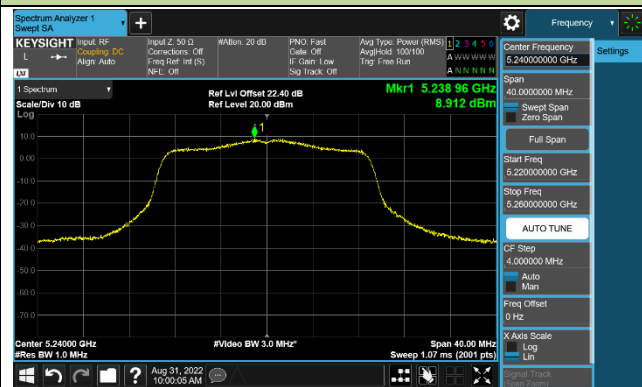 Spectrum Analyzer 1
Swept SA
Frequency
KEYSIGHT
L
LXI
Input: RF
Coupling: DC
Align: Auto
Input Z: 50 Ω
Corrections: Off
Freq Ref: Int (S)
NFE: Off
#Atten: 20 dB
PNO: Fast
Gate: Off
IF Gain: Low
Sig Track: Off
Avg Type: Power (RMS)
Avg|Hold: 100/100
Trig: Free Run
1 2 3 4 5 6
A W W W W W
A N N N N N
1 Spectrum
Scale/Div 10 dB
Log
Ref Lvl Offset 22.40 dB
Ref Level 20.00 dBm
Mkr1 5.238 96 GHz
8.912 dBm
1
10.0
0.00
-10.0
-20.0
-30.0
-40.0
-50.0
-60.0
-70.0
Center 5.24000 GHz
#Res BW 1.0 MHz
#Video BW 3.0 MHz*
Span 40.00 MHz
Sweep 1.07 ms (2001 pts)
Center Frequency
5.240000000 GHz
Settings
Span
40.0000000 MHz
Swept Span
Zero Span
Full Span
Start Freq
5.220000000 GHz
Stop Freq
5.260000000 GHz
AUTO TUNE
CF Step
4.000000 MHz
Auto
Man
Freq Offset
0 Hz
X Axis Scale
Log
Lin
Signal Track
(Span Zoom)
?
Aug 31, 2022
10:00:05 AM